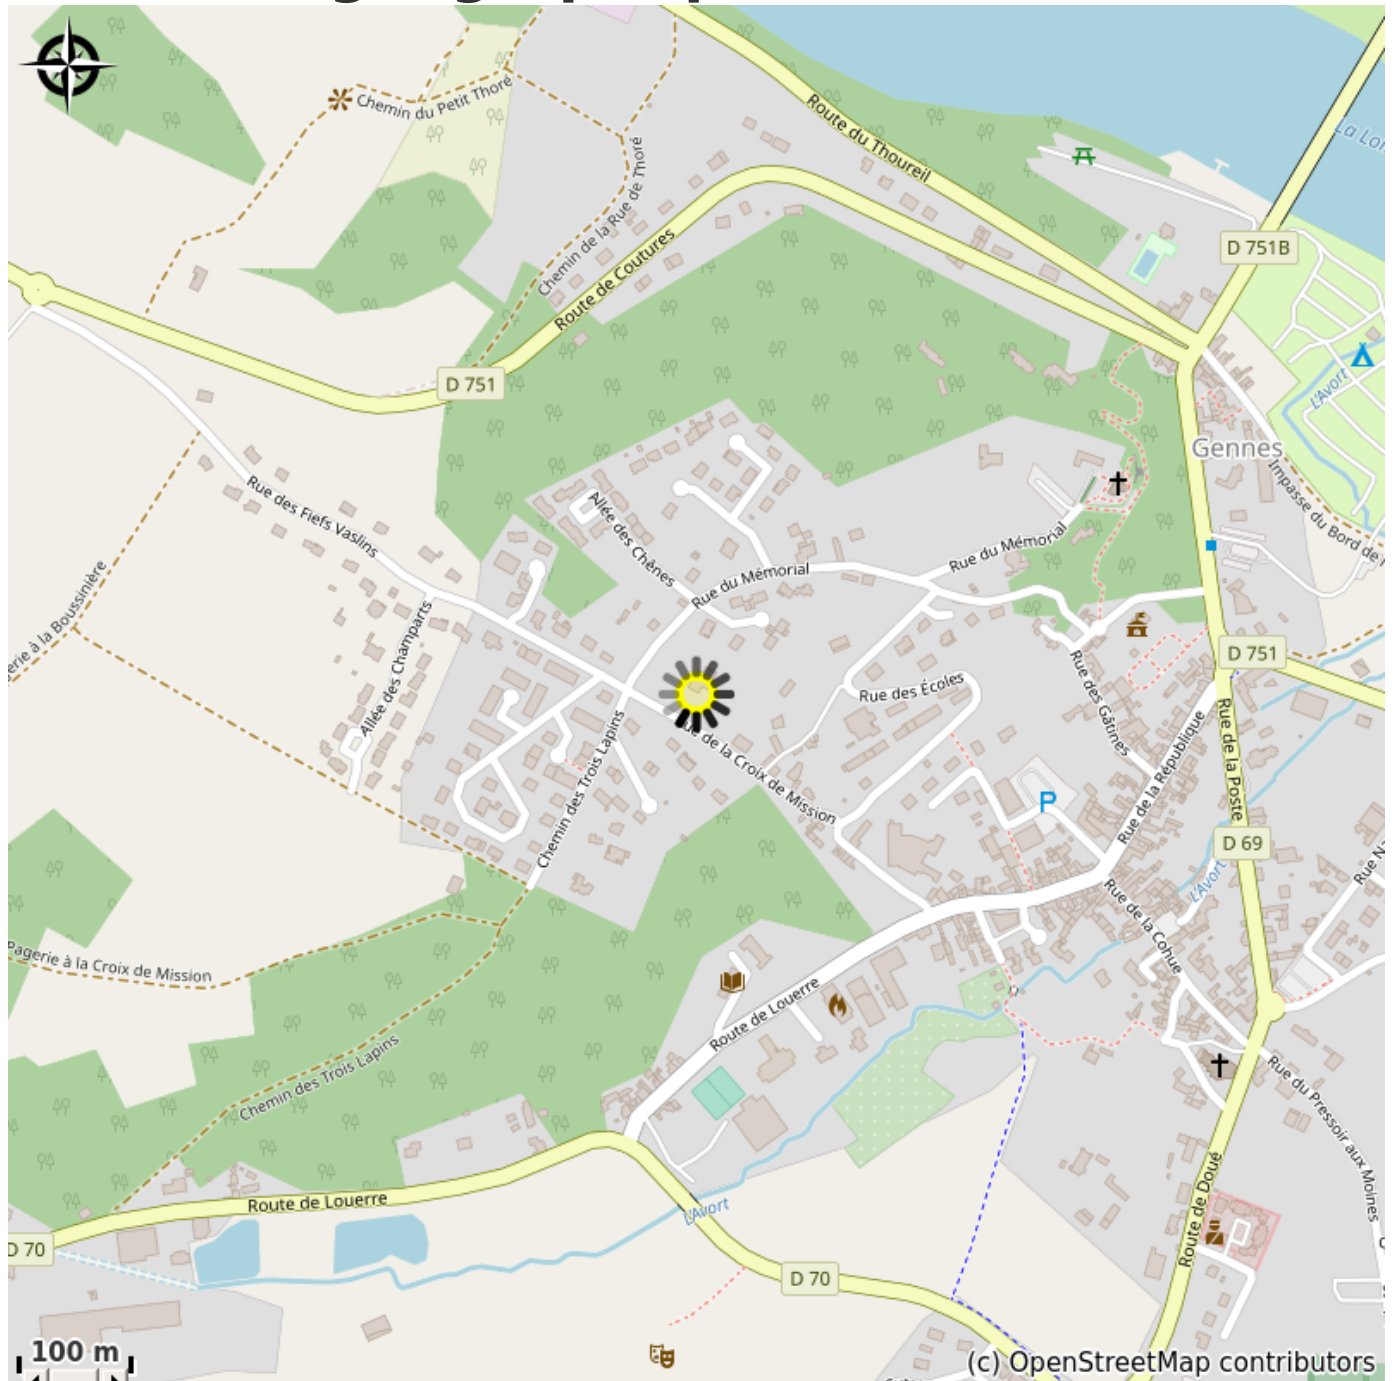 Chemin du Petit Thoré
Route du Thoureil
La Loi
Chemin de la Rue de Thoré
Route de Coutures
D 751B
D 751
L'Avort
Gennes
Impasse du Bord de
Rue des Fiefs Vaslins
Allée des Chênes
Rue du Mémorial
Rue du Mémorial
erie à la Boussinière
Allée des Champarts
D 751
Rue des Écoles
Rue des Gâtines
Rue de la République
Rue de la Poste
de la Croix de Mission
Chemin des Trois Lapins
P
D 69
Rue N
L'Avort
Rue de la Cohue
Pagerie à la Croix de Mission
Route de Louerre
Chemin des Trois Lapins
Rue du Pressoir aux Moines
Route de Doué
Route de Louerre
L'Avort
D 70
D 70
100 m
(c) OpenStreetMap contributors